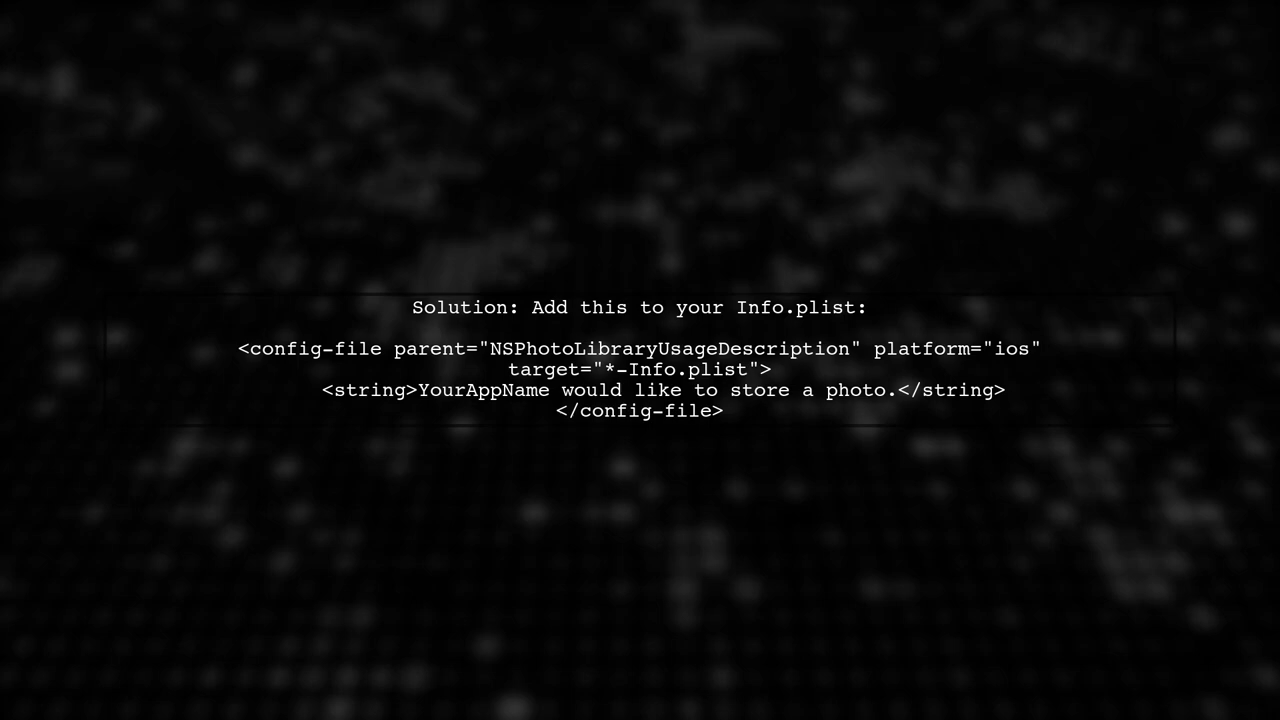 Solution: Add this to your Info.plist:
<config-file parent="NSPhotoLibraryUsageDescription" platform="ios"
target="*-Info.plist">
<string>YourAppName would like to store a photo.</string>
</config-file>